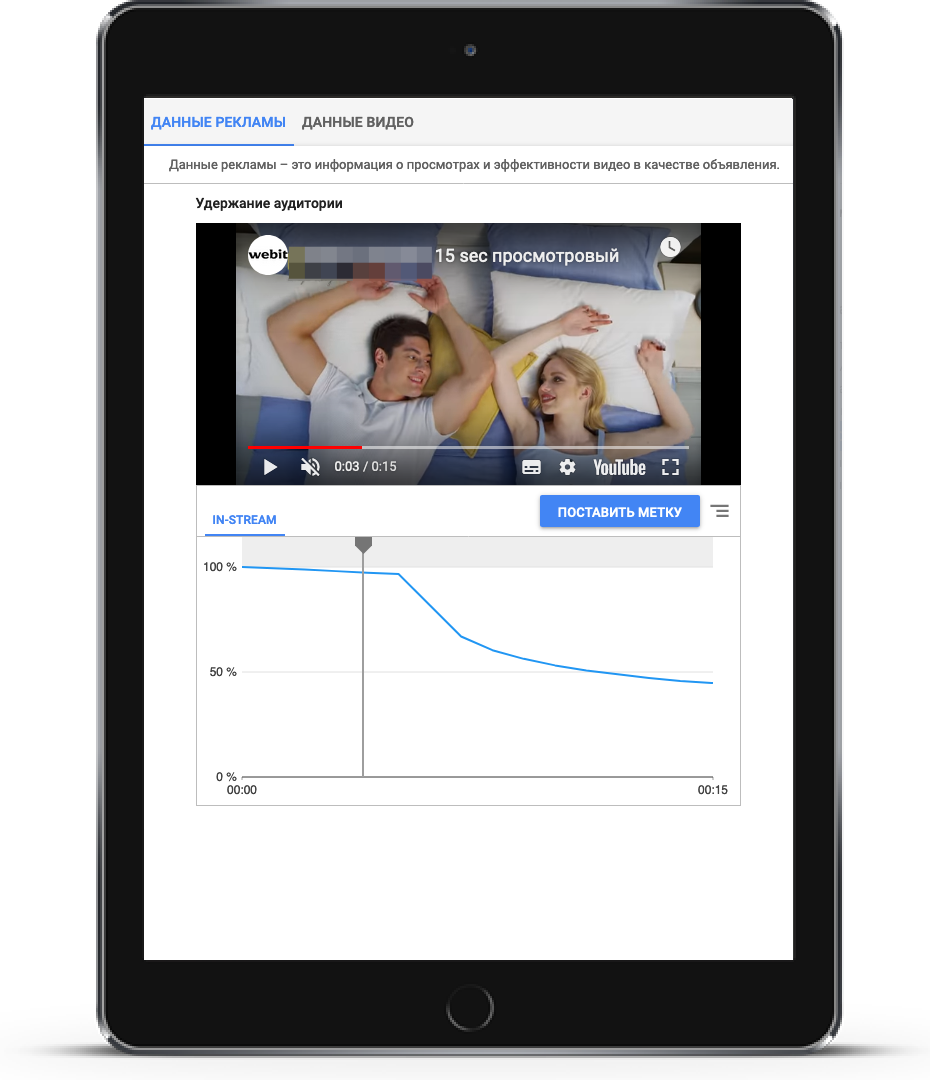 ДАННЫЕ РЕКЛАМЫ ДАННЫЕ ВИДЕО
Данные рекламы – это информация о просмотрах и эффективности видео в качестве объявления.
Удержание аудитории
webit 15 sec просмотровый
0:03 / 0:15 YouTube
IN-STREAM ПОСТАВИТЬ МЕТКУ
100 %
50 %
0 %
00:00 00:15